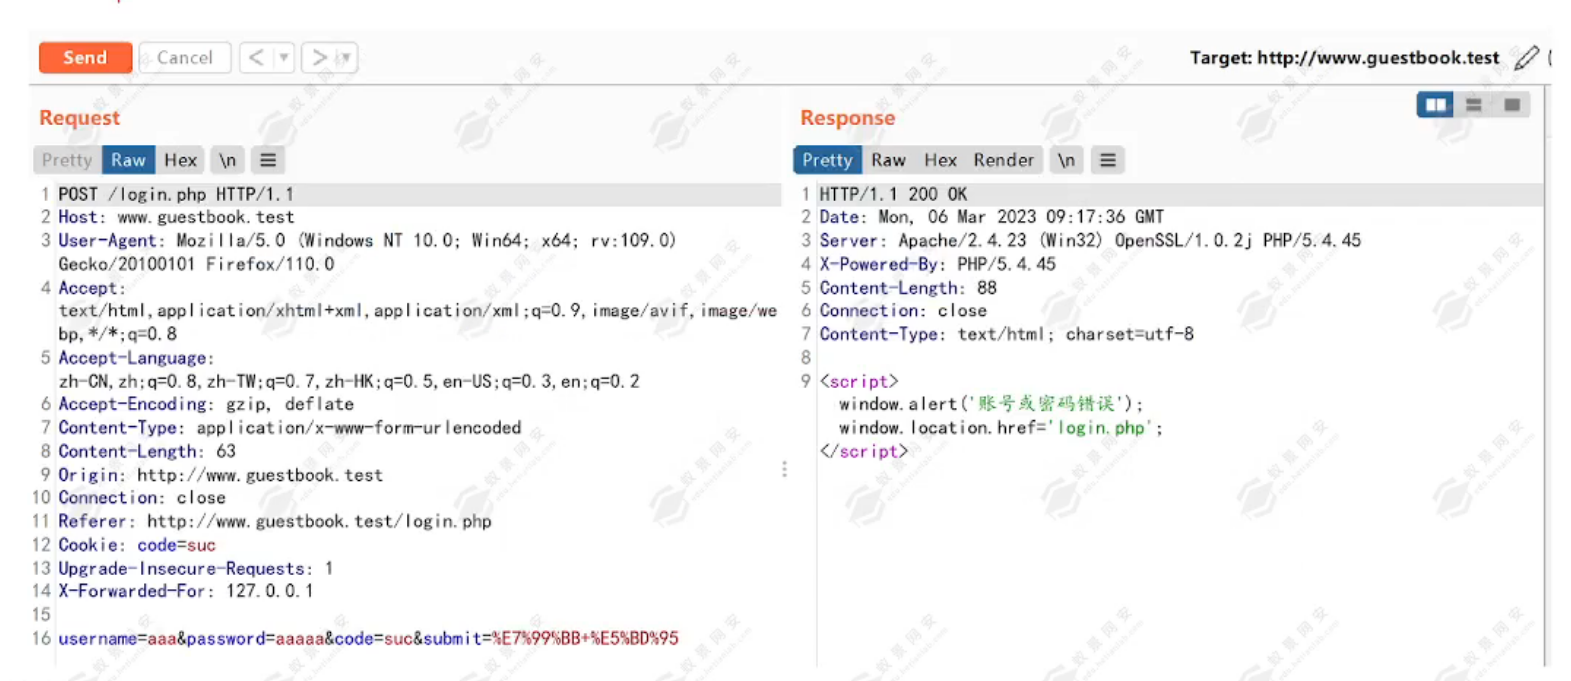 Send Cancel < > Target: http://www.guestbook.test
Request
Pretty Raw Hex \n
1 POST /login.php HTTP/1.1
2 Host: www.guestbook.test
3 User-Agent: Mozilla/5.0 (Windows NT 10.0; Win64; x64; rv:109.0)
Gecko/20100101 Firefox/110.0
4 Accept:
text/html,application/xhtml+xml,application/xml;q=0.9,image/avif,image/we
bp,*/*;q=0.8
5 Accept-Language:
zh-CN,zh;q=0.8,zh-TW;q=0.7,zh-HK;q=0.5,en-US;q=0.3,en;q=0.2
6 Accept-Encoding: gzip, deflate
7 Content-Type: application/x-www-form-urlencoded
8 Content-Length: 63
9 Origin: http://www.guestbook.test
10 Connection: close
11 Referer: http://www.guestbook.test/login.php
12 Cookie: code=suc
13 Upgrade-Insecure-Requests: 1
14 X-Forwarded-For: 127.0.0.1
15
16 username=aaa&password=aaaaa&code=suc&submit=%E7%99%BB+%E5%BD%95
Response
Pretty Raw Hex Render \n
1 HTTP/1.1 200 OK
2 Date: Mon, 06 Mar 2023 09:17:36 GMT
3 Server: Apache/2.4.23 (Win32) OpenSSL/1.0.2j PHP/5.4.45
4 X-Powered-By: PHP/5.4.45
5 Content-Length: 88
6 Connection: close
7 Content-Type: text/html; charset=utf-8
8
9 <script>
window.alert('账号或密码错误');
window.location.href='login.php';
</script>
蚁景网安